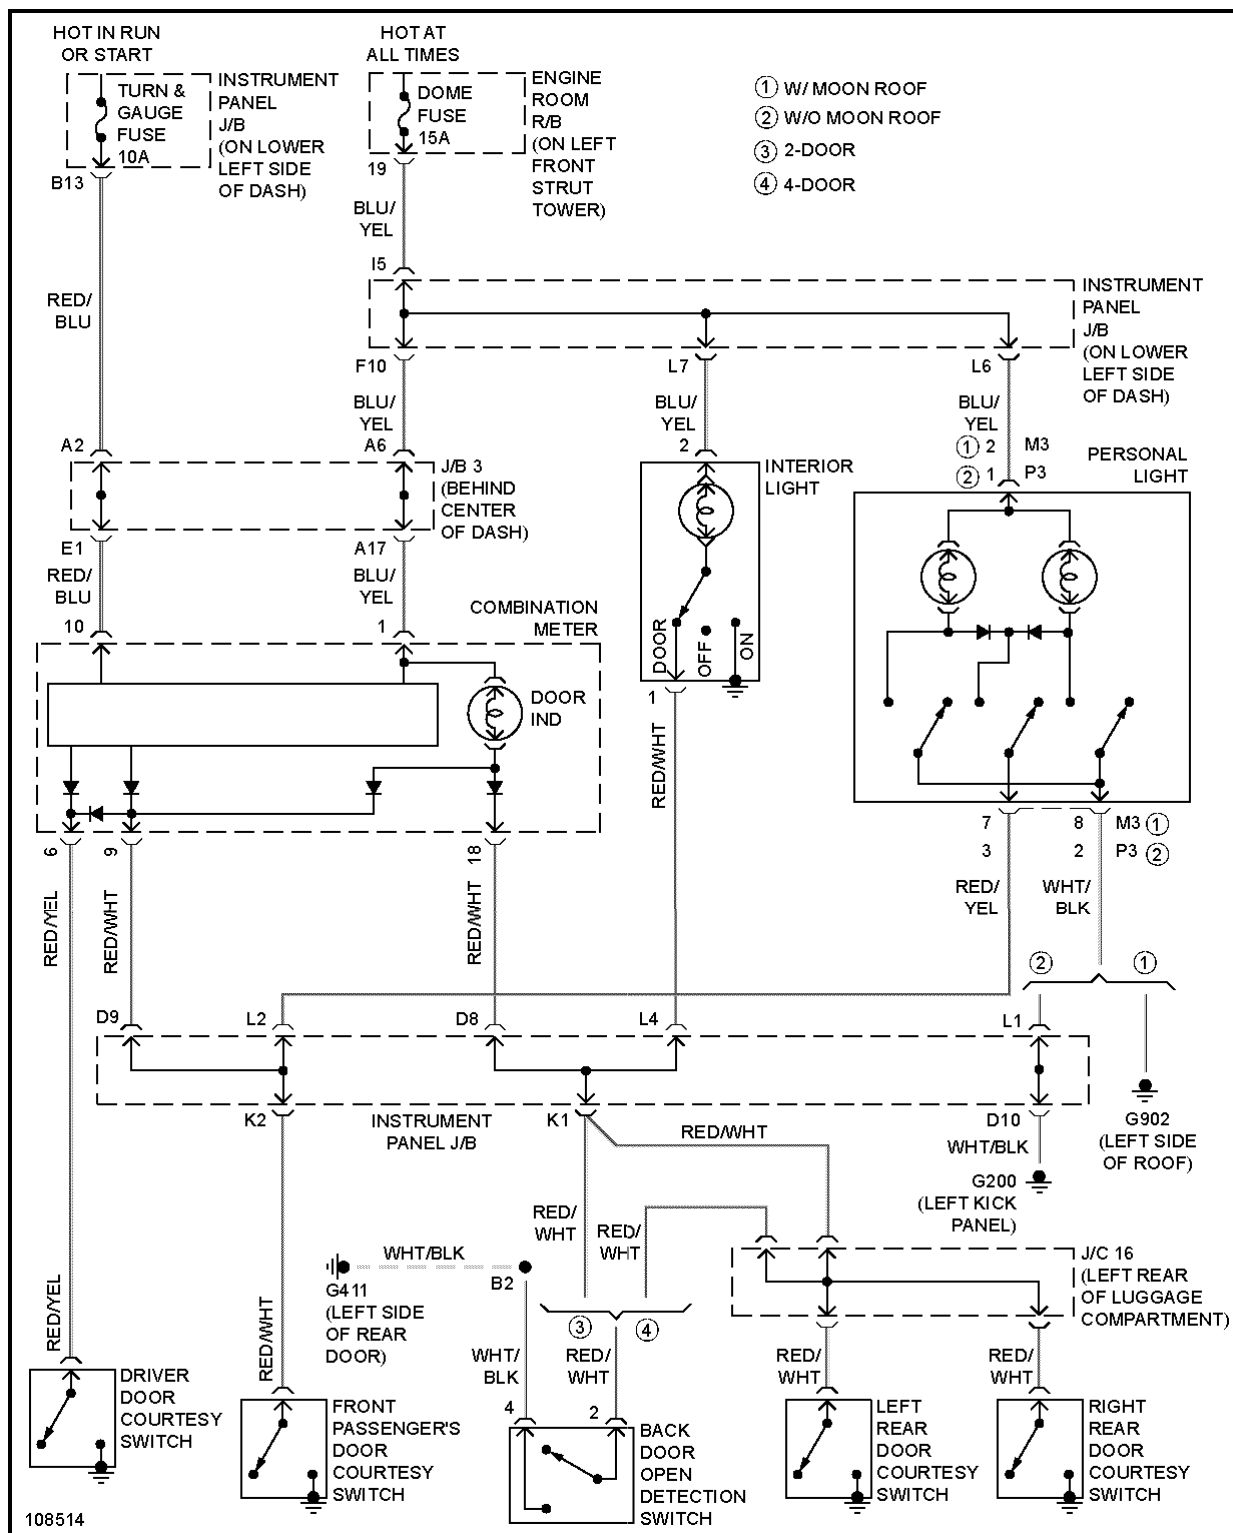 HOT IN RUN
OR START
HOT AT
ALL TIMES
TURN &
GAUGE
FUSE
10A
INSTRUMENT
PANEL
J/B
(ON LOWER
LEFT SIDE
OF DASH)
DOME
FUSE
15A
ENGINE
ROOM
R/B
(ON LEFT
FRONT
STRUT
TOWER)
1 W/ MOON ROOF
2 W/O MOON ROOF
3 2-DOOR
4 4-DOOR
B13
19
BLU/
YEL
I5
RED/
BLU
INSTRUMENT
PANEL
J/B
(ON LOWER
LEFT SIDE
OF DASH)
F10
L7
L6
BLU/
YEL
BLU/
YEL
BLU/
YEL
A2
A6
2
1 2 M3
2 1 P3
J/B 3
(BEHIND
CENTER
OF DASH)
INTERIOR
LIGHT
PERSONAL
LIGHT
E1
A17
RED/
BLU
BLU/
YEL
10
1
COMBINATION
METER
DOOR
OFF
ON
DOOR
IND
1
RED/WHT
6
9
18
7
8
M3 1
3
2
P3 2
RED/YEL
RED/WHT
RED/WHT
RED/
YEL
WHT/
BLK
2
1
D9
L2
D8
L4
L1
K2
INSTRUMENT
PANEL J/B
K1
RED/WHT
D10
WHT/BLK
G902
(LEFT SIDE
OF ROOF)
G200
(LEFT KICK
PANEL)
RED/
WHT
RED/
WHT
WHT/BLK
B2
G411
(LEFT SIDE
OF REAR
DOOR)
J/C 16
(LEFT REAR
OF LUGGAGE
COMPARTMENT)
3
4
RED/YEL
RED/WHT
WHT/
BLK
RED/
WHT
RED/
WHT
RED/
WHT
4
2
DRIVER
DOOR
COURTESY
SWITCH
FRONT
PASSENGER'S
DOOR
COURTESY
SWITCH
BACK
DOOR
OPEN
DETECTION
SWITCH
LEFT
REAR
DOOR
COURTESY
SWITCH
RIGHT
REAR
DOOR
COURTESY
SWITCH
108514